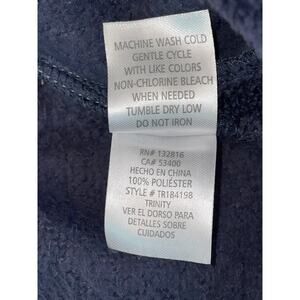 MACHINE WASH COLD
GENTLE CYCLE
WITH LIKE COLORS
NON-CHLORINE BLEACH
WHEN NEEDED
TUMBLE DRY LOW
DO NOT IRON
RN# 132816
CA# 53400
HECHO EN CHINA
100% POLIÉSTER
STYLE # TR184198
TRINITY
VER EL DORSO PARA
DETALLES SOBRE
CUIDADOS